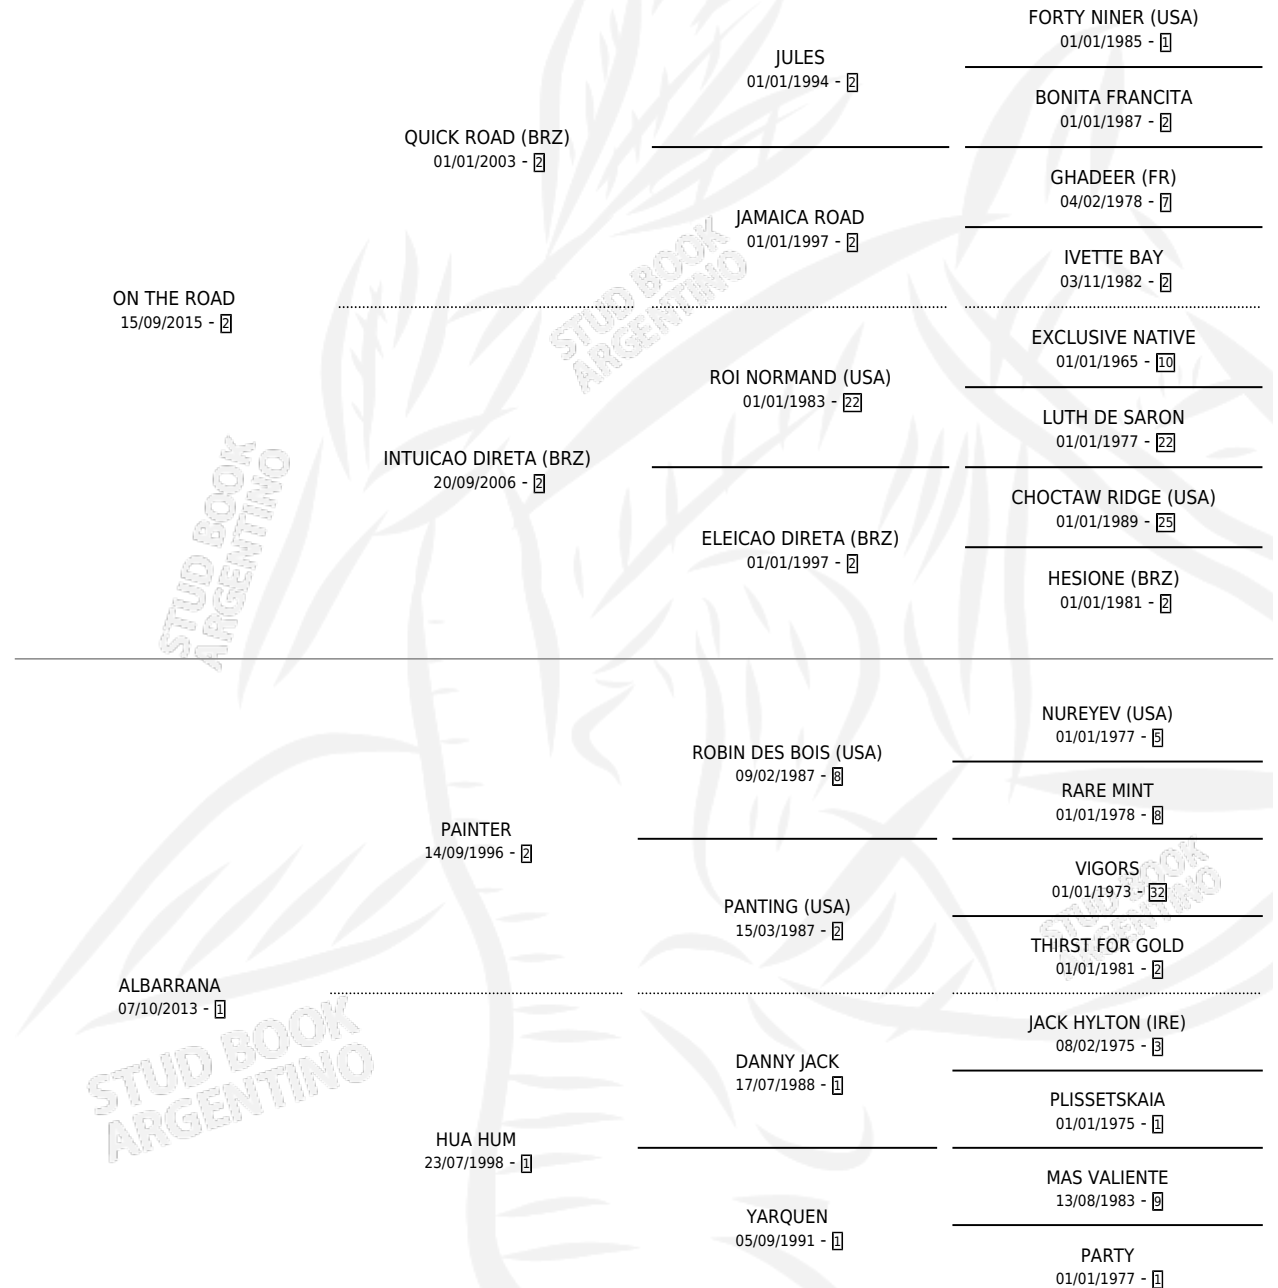 FORTY NINER (USA)
01/01/1985 - 1
JULES
01/01/1994 - 2
BONITA FRANCITA
01/01/1987 - 2
QUICK ROAD (BRZ)
01/01/2003 - 2
GHADEER (FR)
04/02/1978 - 7
JAMAICA ROAD
01/01/1997 - 2
IVETTE BAY
03/11/1982 - 2
ON THE ROAD
15/09/2015 - 2
STUD BOOK
ARGENTINO
EXCLUSIVE NATIVE
01/01/1965 - 10
ROI NORMAND (USA)
01/01/1983 - 22
LUTH DE SARON
01/01/1977 - 22
INTUICAO DIRETA (BRZ)
20/09/2006 - 2
CHOCTAW RIDGE (USA)
01/01/1989 - 25
ELEICAO DIRETA (BRZ)
01/01/1997 - 2
HESIONE (BRZ)
01/01/1981 - 2
STUD BOOK
ARGENTINO
NUREYEV (USA)
01/01/1977 - 5
ROBIN DES BOIS (USA)
09/02/1987 - 8
RARE MINT
01/01/1978 - 8
PAINTER
14/09/1996 - 2
VIGORS
01/01/1973 - 32
PANTING (USA)
15/03/1987 - 2
THIRST FOR GOLD
01/01/1981 - 2
STUD BOOK
ARGENTINO
ALBARRANA
07/10/2013 - 1
JACK HYLTON (IRE)
08/02/1975 - 3
DANNY JACK
17/07/1988 - 1
PLISSETSKAIA
01/01/1975 - 1
STUD BOOK
ARGENTINO
HUA HUM
23/07/1998 - 1
MAS VALIENTE
13/08/1983 - 9
YARQUEN
05/09/1991 - 1
PARTY
01/01/1977 - 1